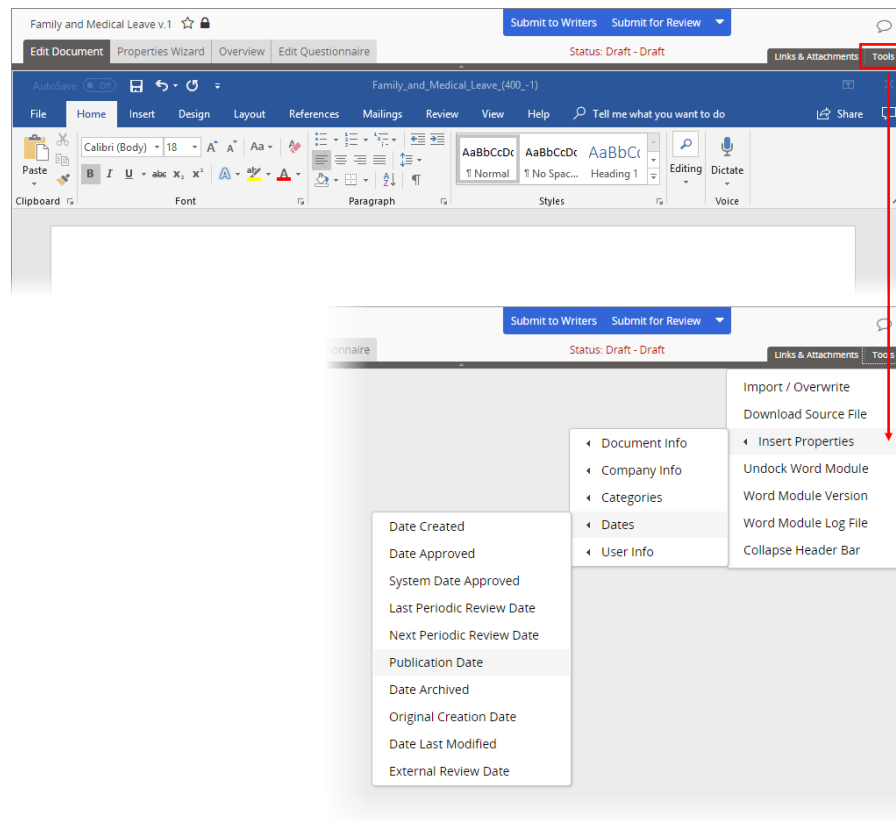 Family and Medical Leave v.1
Submit to Writers Submit for Review
Edit Document Properties Wizard Overview Edit Questionnaire
Status: Draft - Draft
Links & Attachments Tools
AutoSave Off
Family_and_Medical_Leave_(400_-1)
File Home Insert Design Layout References Mailings Review View Help Tell me what you want to do Share
Paste
Calibri (Body) 18 A A Aa
B I U abc x₂ x² A aby A
AaBbCcDc AaBbCcDc AaBbCc
¶ Normal ¶ No Spac... Heading 1
Editing Dictate
Clipboard Font Paragraph Styles Voice
Submit to Writers Submit for Review
onnaire
Status: Draft - Draft
Links & Attachments Tools
Import / Overwrite
Download Source File
Insert Properties
Undock Word Module
Word Module Version
Word Module Log File
Collapse Header Bar
Document Info
Company Info
Categories
Dates
User Info
Date Created
Date Approved
System Date Approved
Last Periodic Review Date
Next Periodic Review Date
Publication Date
Date Archived
Original Creation Date
Date Last Modified
External Review Date